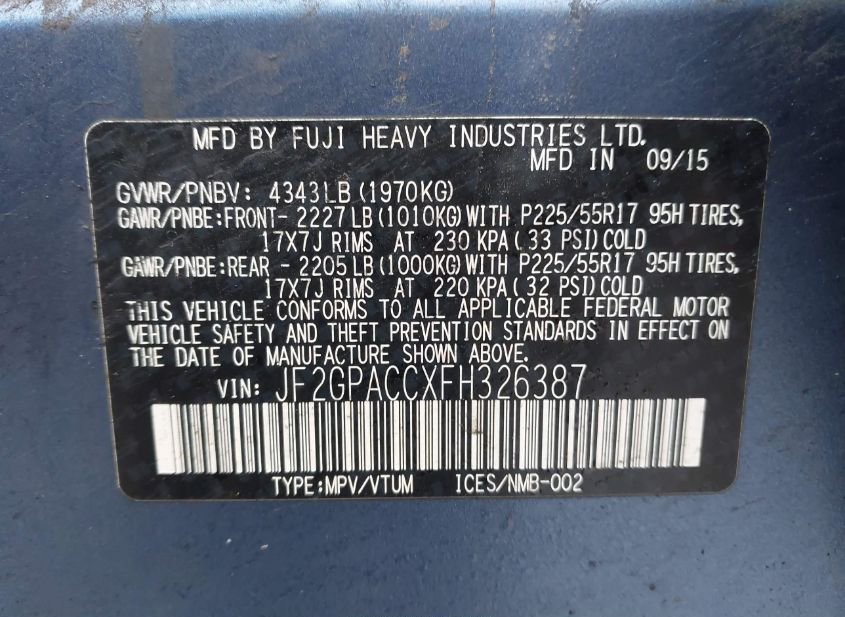 MFD BY FUJI HEAVY INDUSTRIES LTD.
MFD IN 09/15
GVWR/PNBV: 4343LB (1970KG)
GAWR/PNBE:FRONT- 2227 LB (1010KG) WITH P225/55R17 95H TIRES,
17X7J RIMS AT 230 KPA ( 33 PSI) COLD
GAWR/PNBE:REAR - 2205 LB (1000KG) WITH P225/55R17 95H TIRES,
17X7J RIMS AT 220 KPA ( 32 PSI) COLD
THIS VEHICLE CONFORMS TO ALL APPLICABLE FEDERAL MOTOR
VEHICLE SAFETY AND THEFT PREVENTION STANDARDS IN EFFECT ON
THE DATE OF MANUFACTURE SHOWN ABOVE.
VIN: JF2GPACCXFH326387
TYPE:MPV/VTUM ICES/NMB-002